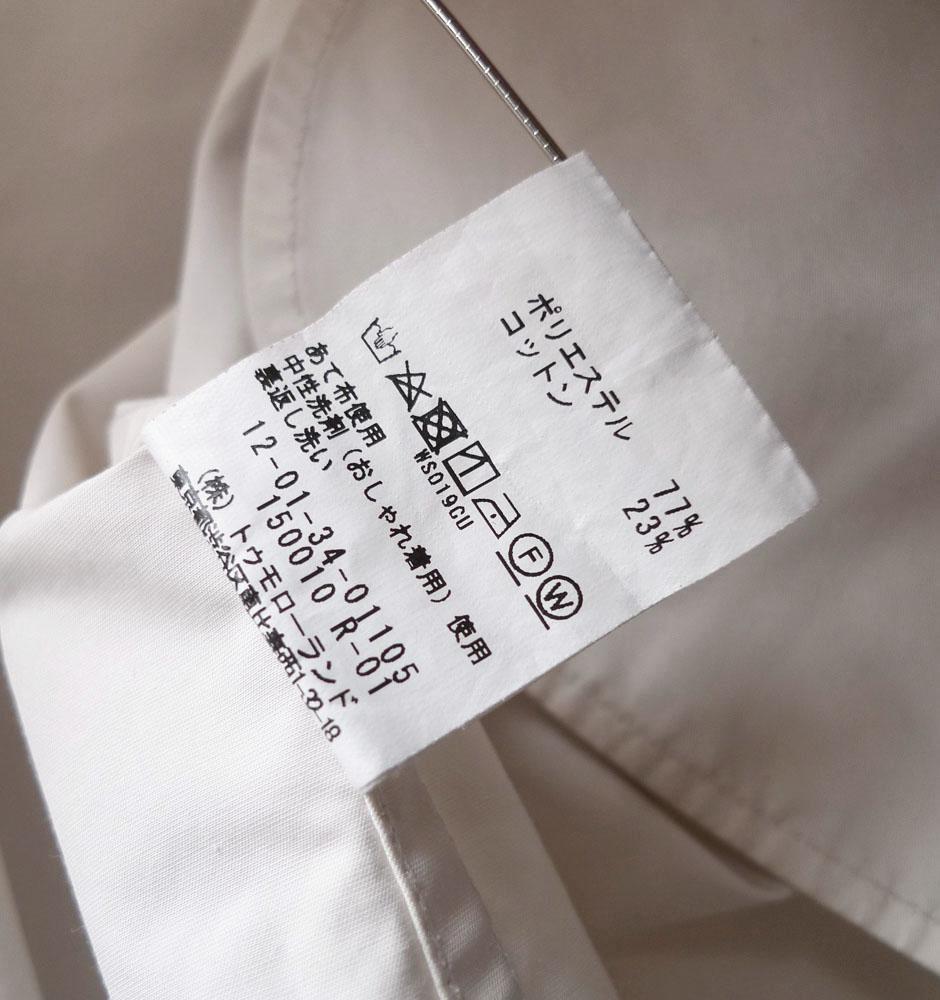 ポリエステル 77%
コットン 23%
F W
WS019CU
あて布使用
中性洗剤(おしゃれ着用)使用
裏返し洗い
12-01-34-01105
150010 R-01
(株)トゥモローランド